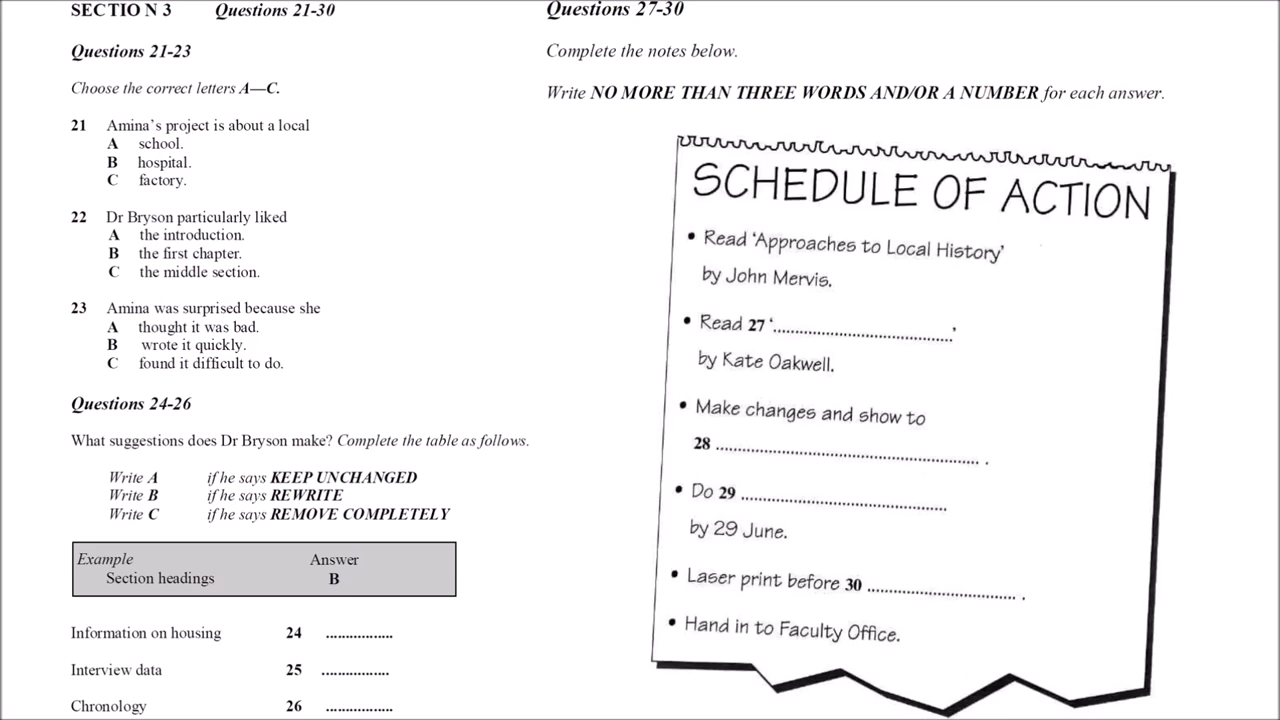 SECTIO N 3 Questions 21-30
Questions 21-23
Choose the correct letters A—C.
21 Amina's project is about a local
A school.
B hospital.
C factory.
22 Dr Bryson particularly liked
A the introduction.
B the first chapter.
C the middle section.
23 Amina was surprised because she
A thought it was bad.
B wrote it quickly.
C found it difficult to do.
Questions 24-26
What suggestions does Dr Bryson make? Complete the table as follows.
Write A if he says KEEP UNCHANGED
Write B if he says REWRITE
Write C if he says REMOVE COMPLETELY
Example Answer
Section headings B
Information on housing 24 .................
Interview data 25 .................
Chronology 26 .................
Questions 27-30
Complete the notes below.
Write NO MORE THAN THREE WORDS AND/OR A NUMBER for each answer.
SCHEDULE OF ACTION
• Read 'Approaches to Local History'
by John Mervis.
• Read 27 '..........................................'
by Kate Oakwell.
• Make changes and show to
28 .......................................................... .
• Do 29 .............................................
by 29 June.
• Laser print before 30 ................................. .
• Hand in to Faculty Office.